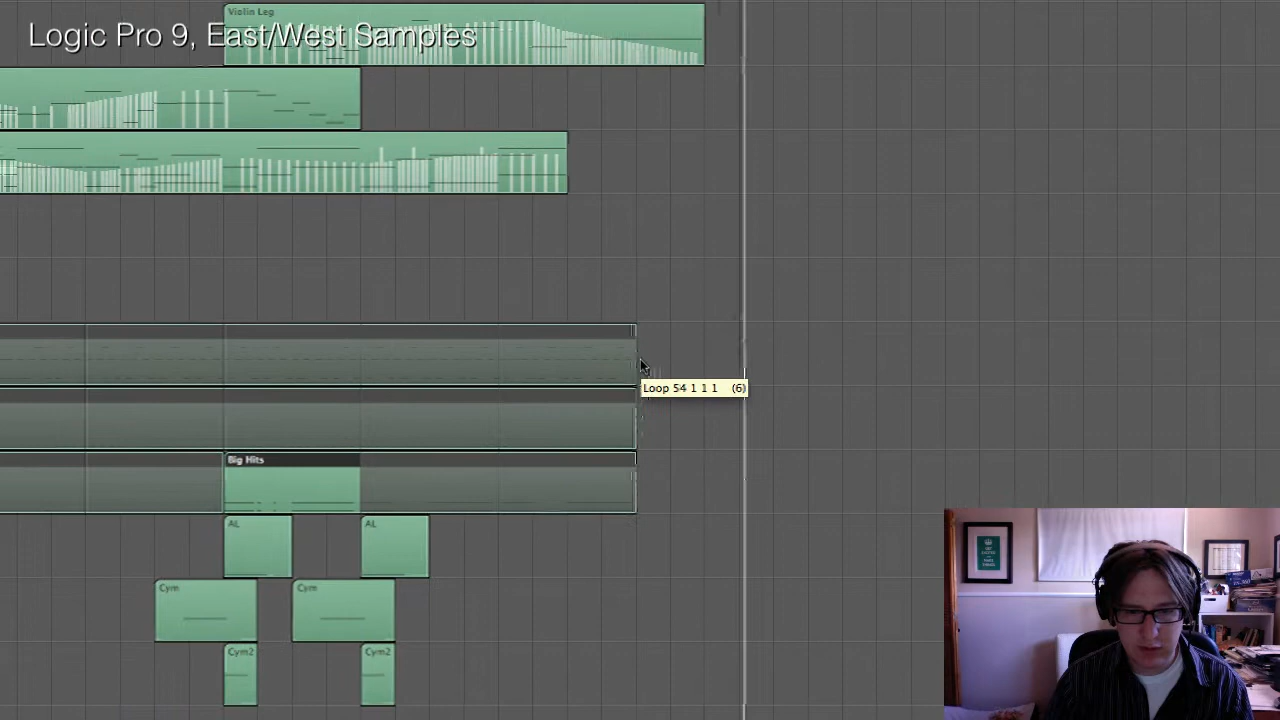 Violin Leg
Logic Pro 9, East/West Samples
Loop 54 1 1 1 (6)
Big Hits
AL AL
Cym Cym
Cym2 Cym2